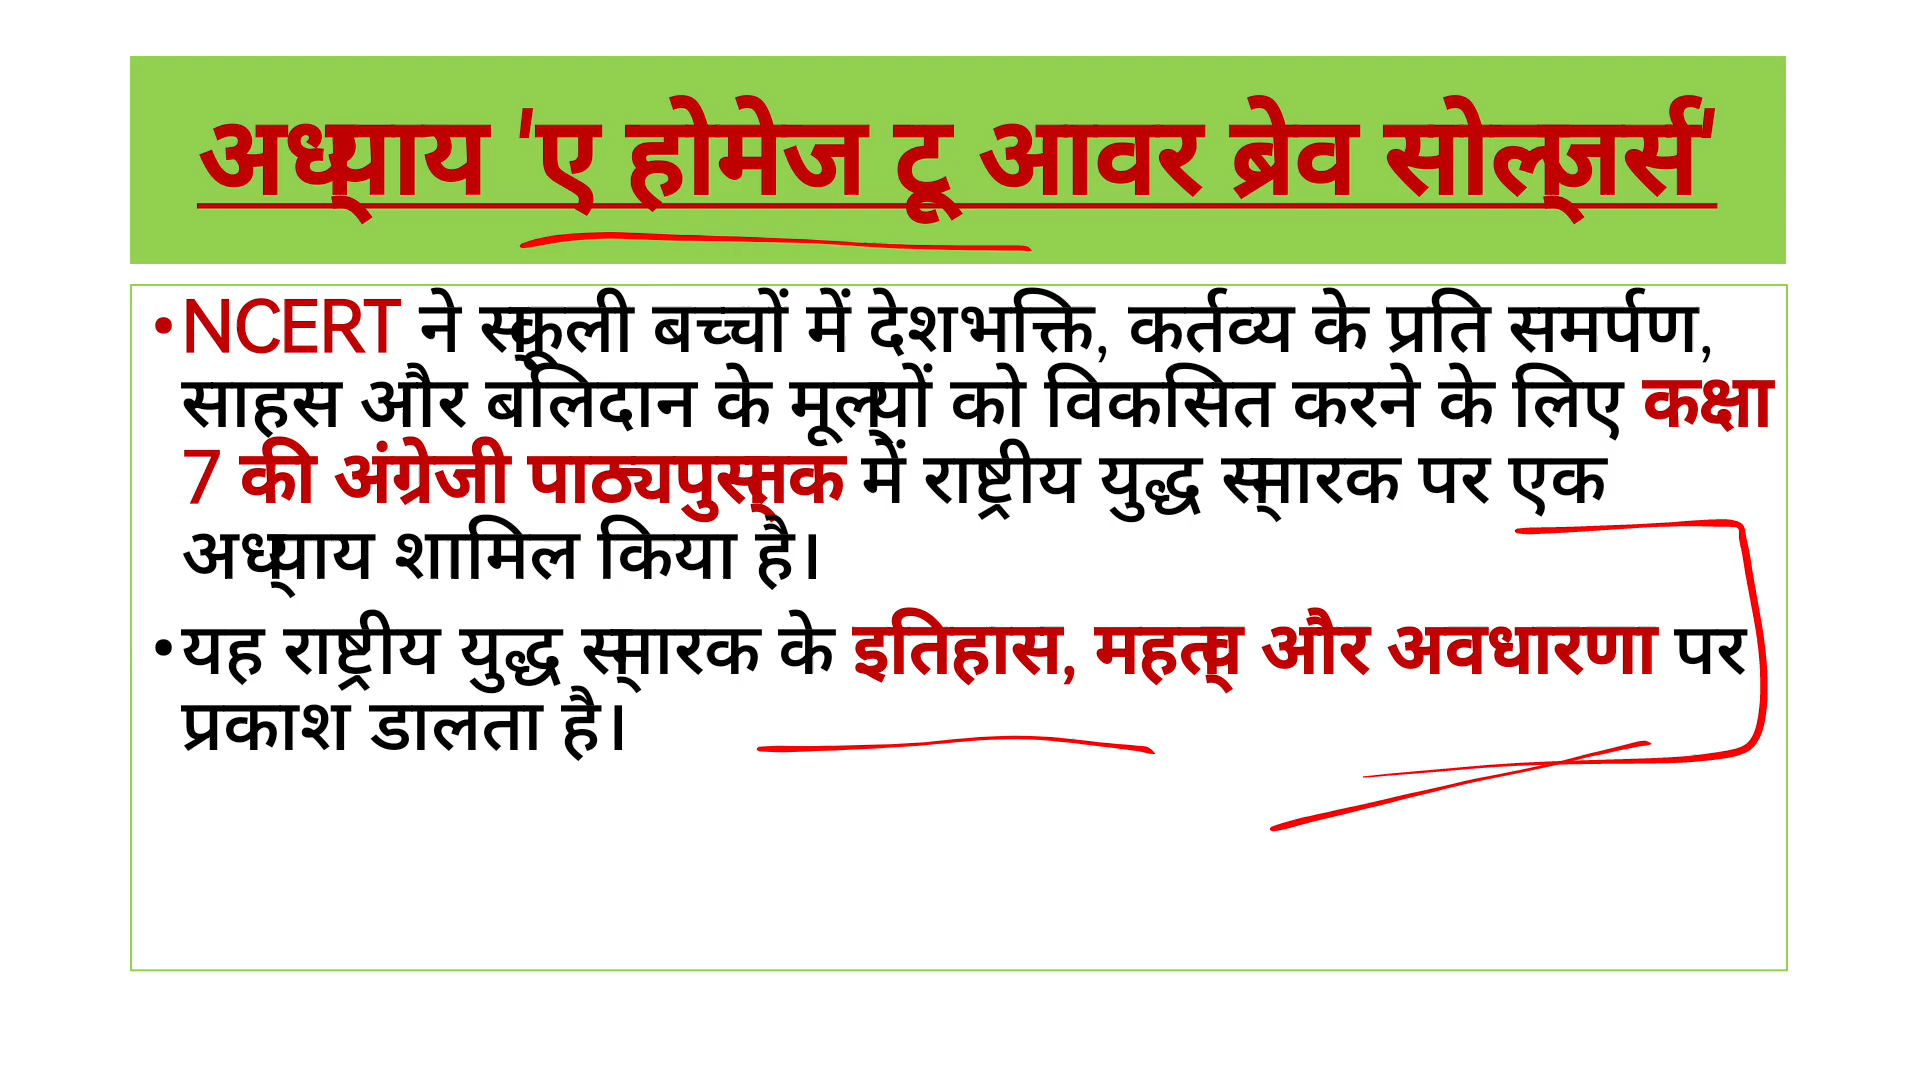 अध्याय 'ए होमेज टू आवर ब्रेव सोल्जर्स'
•NCERT ने स्कूली बच्चों में देशभक्ति, कर्तव्य के प्रति समर्पण,
साहस और बलिदान के मूल्यों को विकसित करने के लिए कक्षा
7 की अंग्रेजी पाठ्यपुस्तक में राष्ट्रीय युद्ध स्मारक पर एक
अध्याय शामिल किया है।
•यह राष्ट्रीय युद्ध स्मारक के इतिहास, महत्व और अवधारणा पर
प्रकाश डालता है।